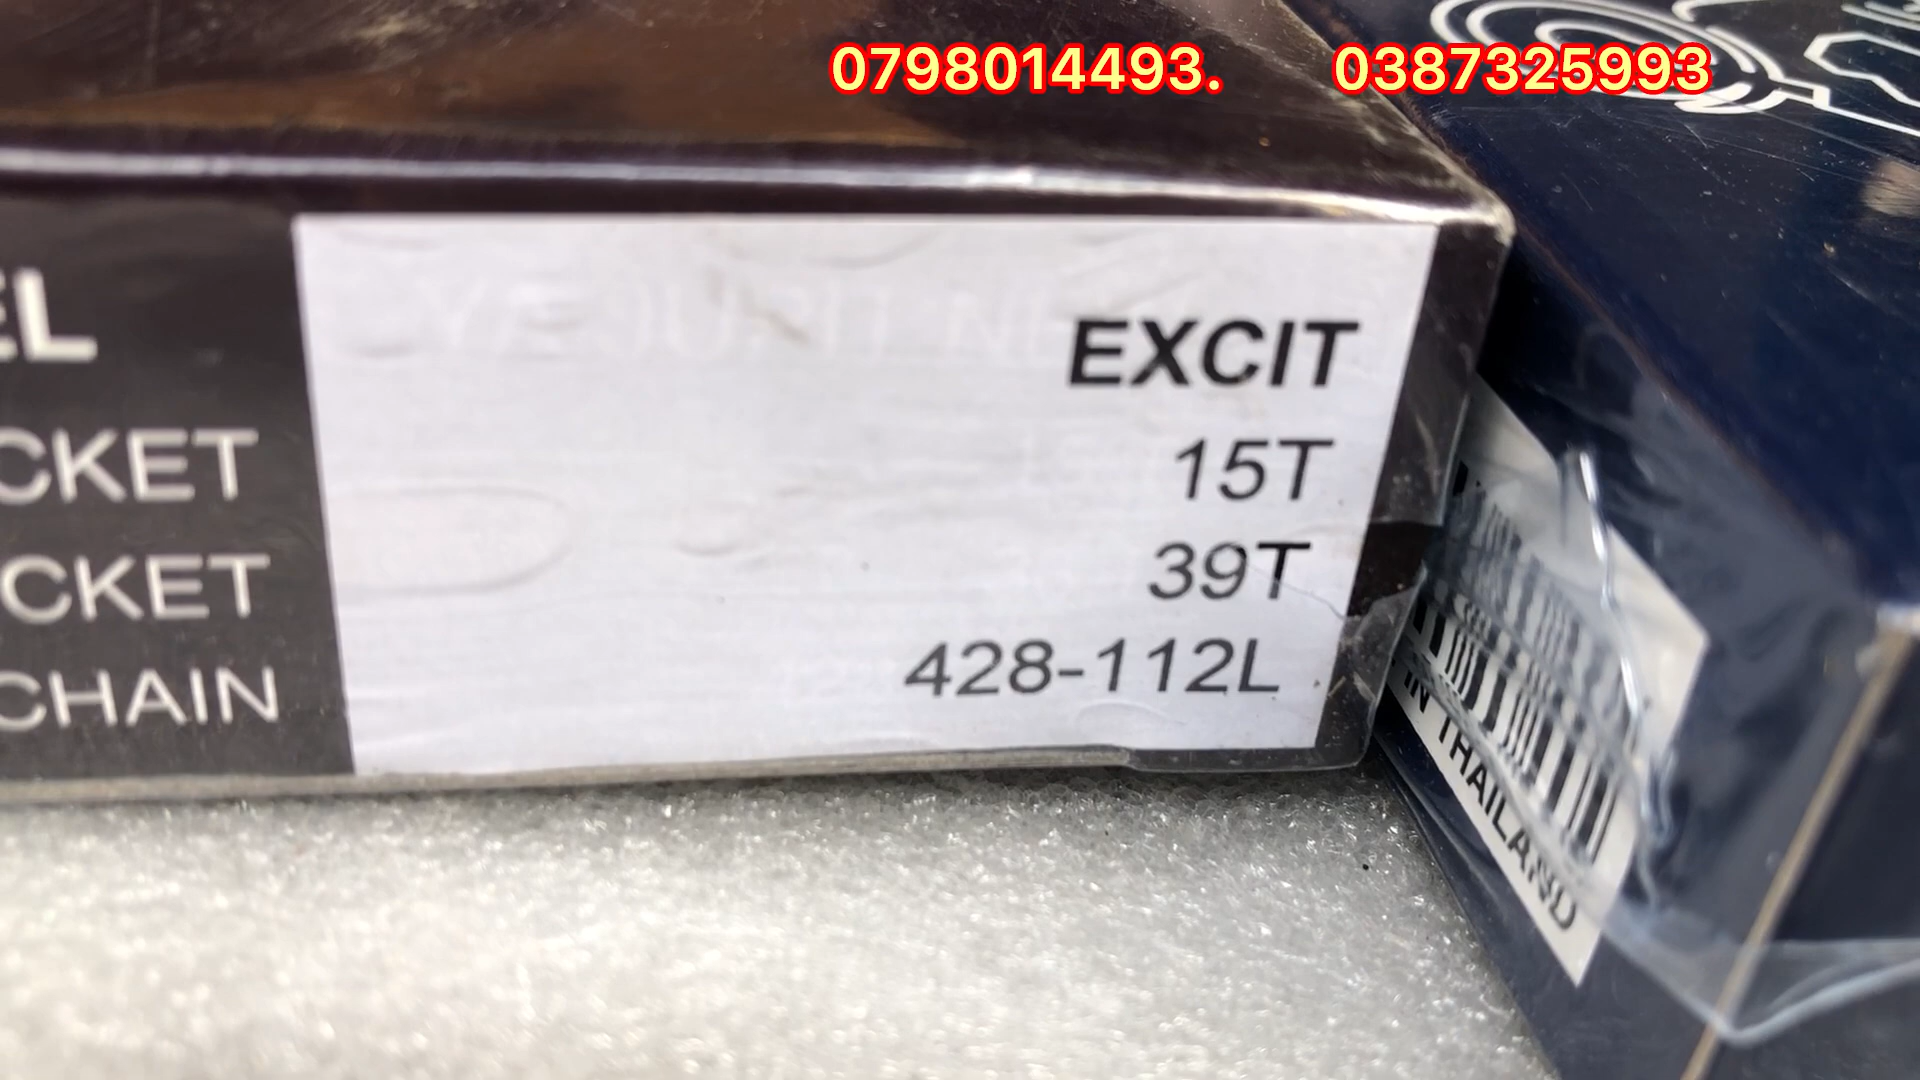 0798014493. 0387325993
EL EXCIT
CKET 15T
CKET 39T
CHAIN 428-112L
IN THAILAND